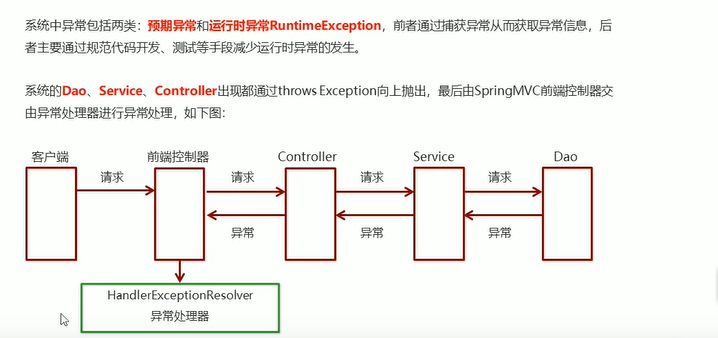 系统中异常包括两类：预期异常和运行时异常RuntimeException，前者通过捕获异常从而获取异常信息，后
者主要通过规范代码开发、测试等手段减少运行时异常的发生。
系统的Dao、Service、Controller出现都通过throws Exception向上抛出，最后由SpringMVC前端控制器交
由异常处理器进行异常处理，如下图：
客户端 前端控制器 Controller Service Dao
请求 请求 请求 请求
异常 异常 异常
HandlerExceptionResolver
异常处理器